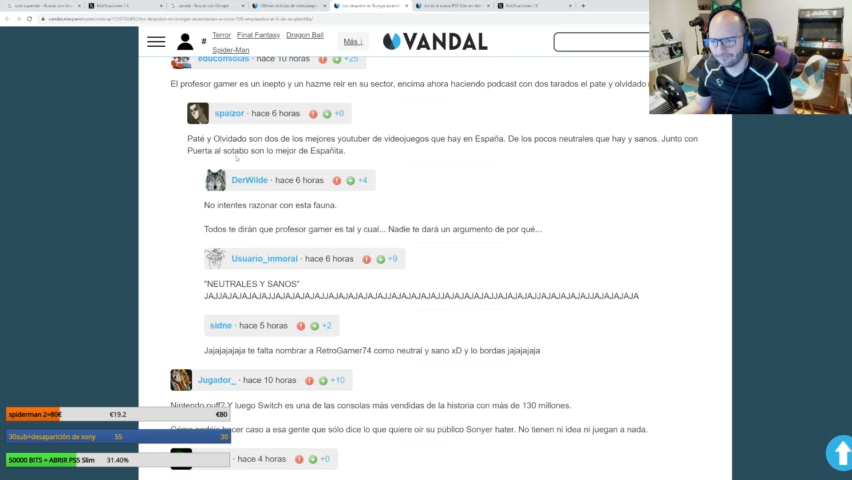 Notificaciones / X
vandal - Buscar con Google
Notificaciones / X
# Terror Final Fantasy Dragon Ball
Spider-Man
Más ↓
VANDAL
educonsolas · hace 10 horas +25
El profesor gamer es un inepto y un hazme reir en su sector, encima ahora haciendo podcast con dos tarados el pate y olvidado
spaizor · hace 6 horas +0
Paté y Olvidado son dos de los mejores youtuber de videojuegos que hay en España. De los pocos neutrales que hay y sanos. Junto con
Puerta al sotabo son lo mejor de Españita.
DerWilde · hace 6 horas +4
No intentes razonar con esta fauna.
Todos te dirán que profesor gamer es tal y cual... Nadie te dará un argumento de por qué...
Usuario_inmoral · hace 6 horas +9
"NEUTRALES Y SANOS"
JAJJAJAJAJAJAJJAJAJAJAJAJJAJAJAJAJAJJAJAJAJAJAJJAJAJAJAJAJJAJAJAJAJJAJAJAJAJAJA
sidne · hace 5 horas +2
Jajajajajaja te falta nombrar a RetroGamer74 como neutral y sano xD y lo bordas jajajajaja
Jugador_ · hace 10 horas +10
Nintendo puff? Y luego Switch es una de las consolas más vendidas de la historia con más de 130 millones.
Cómo podéis hacer caso a esa gente que sólo dice lo que quiere oir su público Sonyer hater. No tienen ni idea ni juegan a nada.
hace 4 horas +0
spiderman 2=80€ €19.2 €80
30sub=desaparición de sony 55 30
50000 BITS = ABRIR PS5 Slim 31.40%